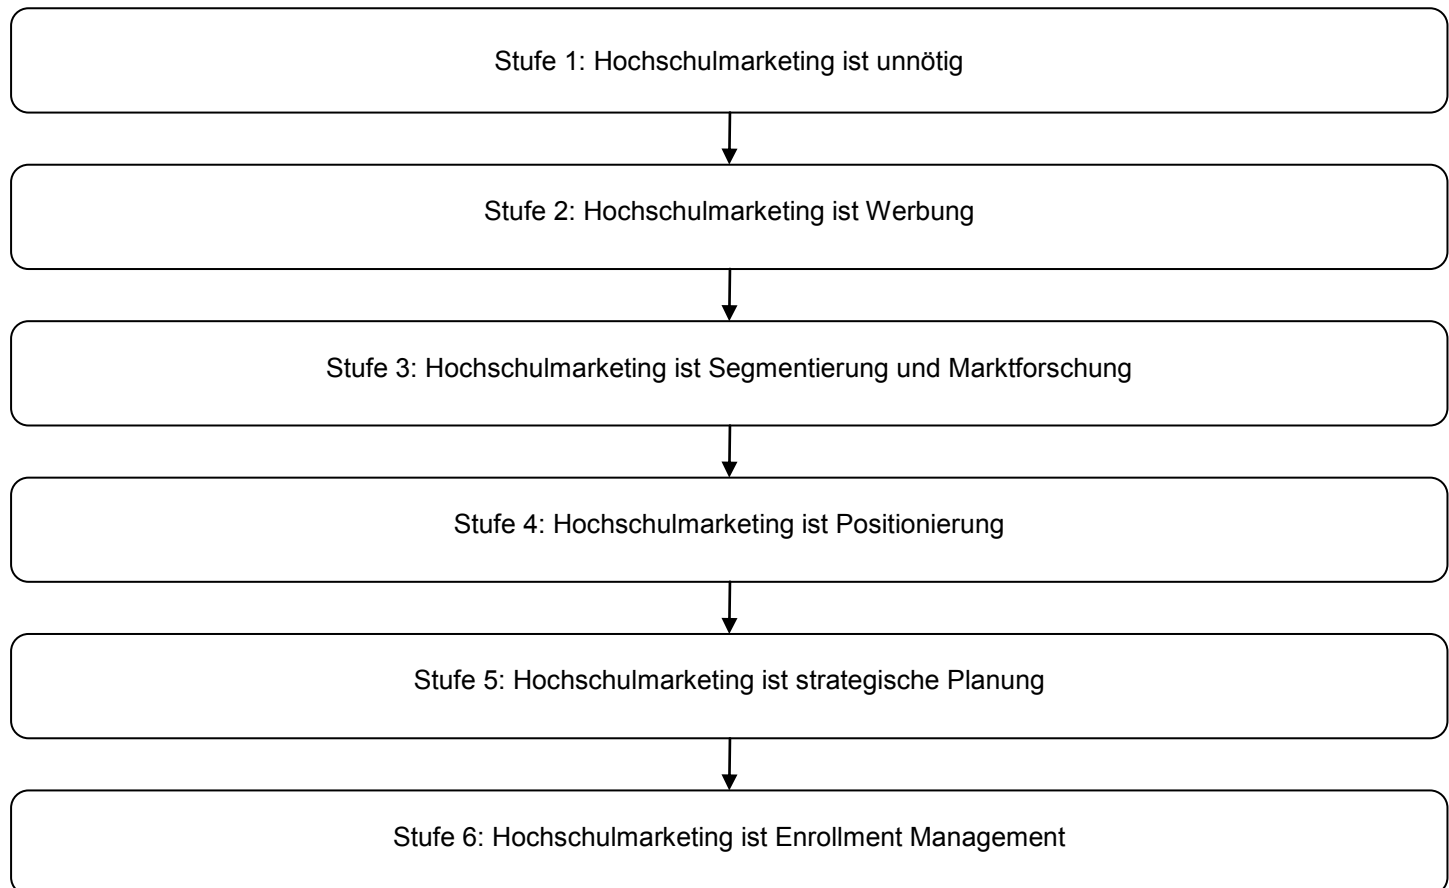 Stufe 1: Hochschulmarketing ist unnötig
Stufe 2: Hochschulmarketing ist Werbung
Stufe 3: Hochschulmarketing ist Segmentierung und Marktforschung
Stufe 4: Hochschulmarketing ist Positionierung
Stufe 5: Hochschulmarketing ist strategische Planung
Stufe 6: Hochschulmarketing ist Enrollment Management